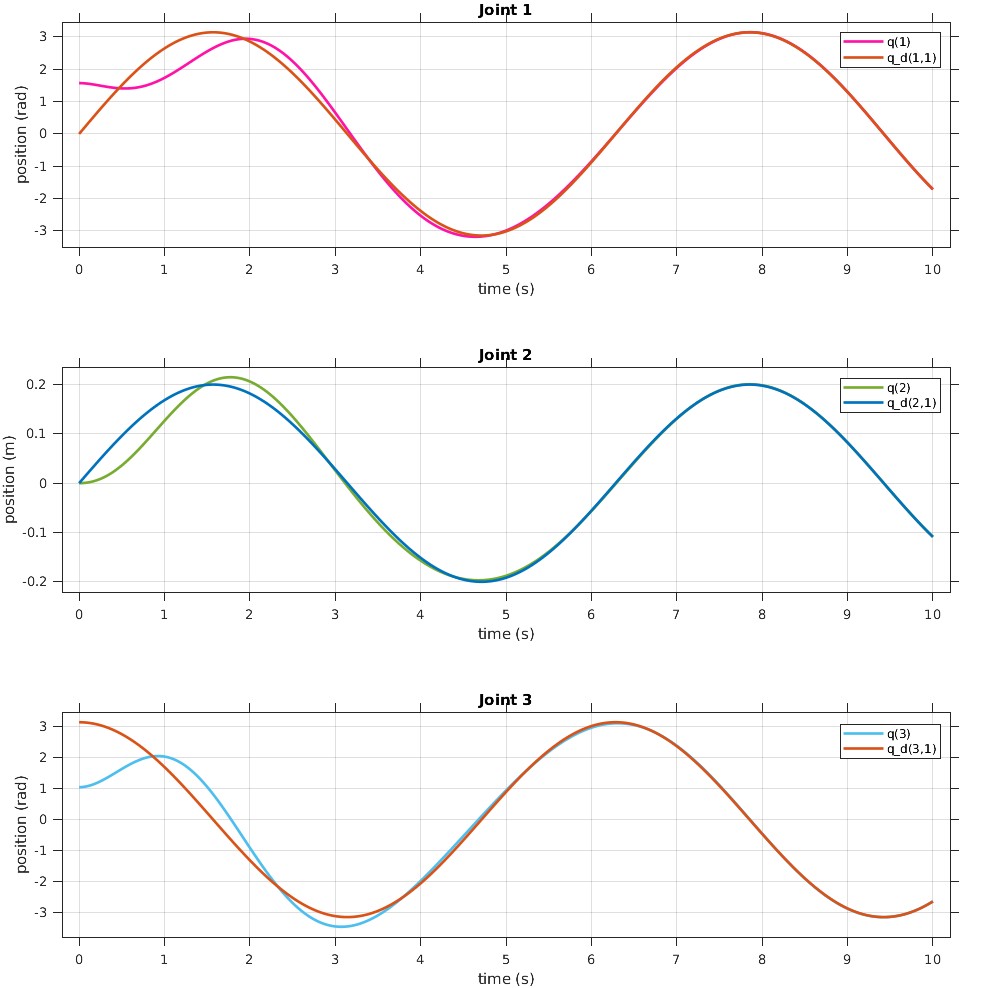 Joint 1
position (rad)
3
2
1
0
-1
-2
-3
q(1)
q_d(1,1)
0 1 2 3 4 5 6 7 8 9 10
time (s)
Joint 2
position (m)
0.2
0.1
0
-0.1
-0.2
q(2)
q_d(2,1)
0 1 2 3 4 5 6 7 8 9 10
time (s)
Joint 3
position (rad)
3
2
1
0
-1
-2
-3
q(3)
q_d(3,1)
0 1 2 3 4 5 6 7 8 9 10
time (s)